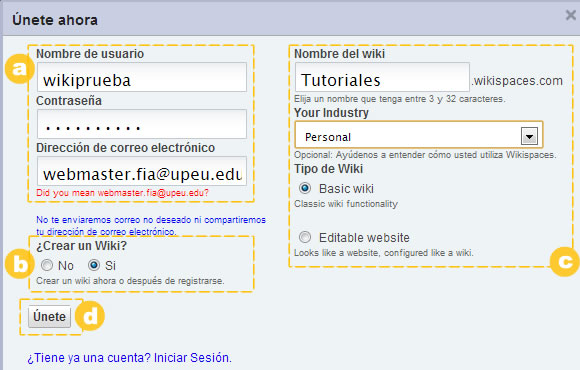 Únete ahora
a
Nombre de usuario
wikiprueba
Contraseña
..........
Dirección de correo electrónico
webmaster.fia@upeu.edu
Did you mean webmaster.fia@upeu.edu?
No te enviaremos correo no deseado ni compartiremos
tu dirección de correo electrónico.
b
¿Crear un Wiki?
No Si
Crear un wiki ahora o después de registrarse.
Únete
d
¿Tiene ya una cuenta? Iniciar Sesión.
Nombre del wiki
Tutoriales .wikispaces.com
Elija un nombre que tenga entre 3 y 32 caracteres.
Your Industry
Personal
Opcional: Ayúdenos a entender cómo usted utiliza Wikispaces.
Tipo de Wiki
Basic wiki
Classic wiki functionality
Editable website
Looks like a website, configured like a wiki.
c